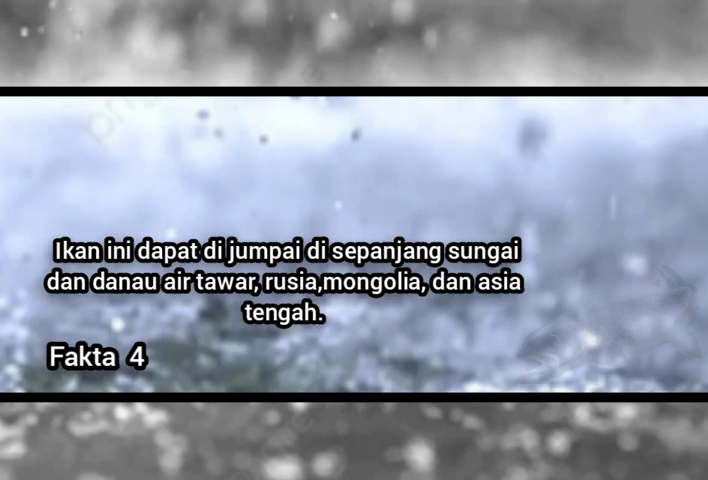 Ikan ini dapat di jumpai di sepanjang sungai
dan danau air tawar, rusia,mongolia, dan asia
tengah.
Fakta 4